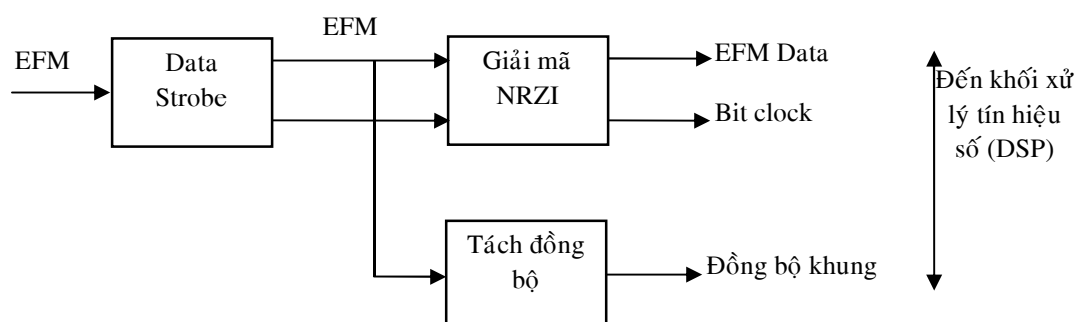 EFM
EFM
Data
Strobe
Giải mã
NRZI
EFM Data
Bit clock
Đến khối xử
lý tín hiệu
số (DSP)
Tách đồng
bộ
Đồng bộ khung